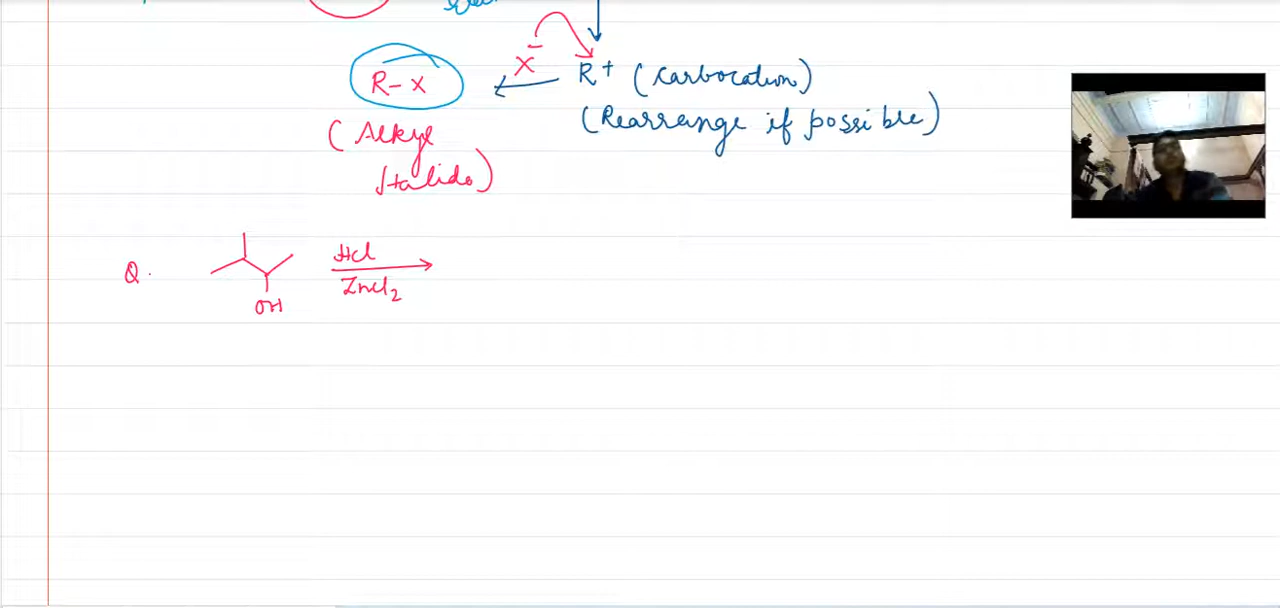 X⁻
R – X
R⁺ (Carbocation)
(Rearrange if possible)
(Alkyl
Halide)
Q.
HCl
ZnCl₂
OH